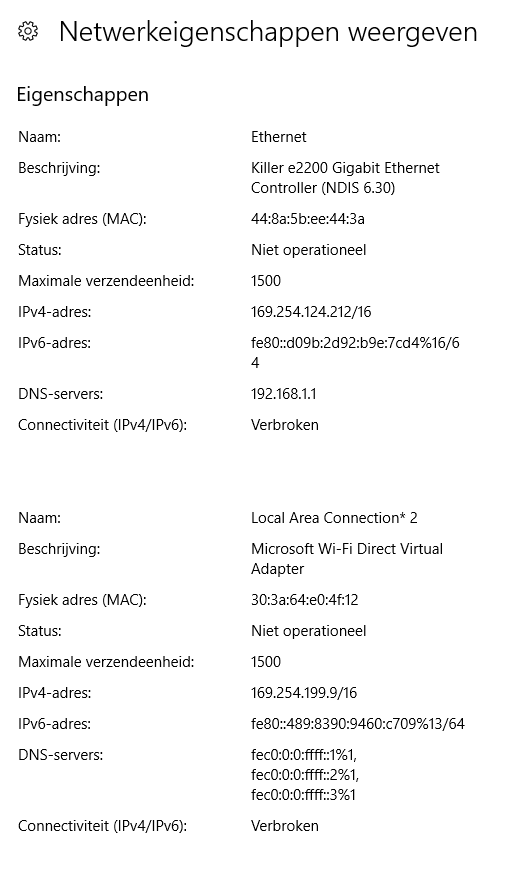 Netwerkeigenschappen weergeven
Eigenschappen
Naam: Ethernet
Beschrijving: Killer e2200 Gigabit Ethernet
Controller (NDIS 6.30)
Fysiek adres (MAC): 44:8a:5b:ee:44:3a
Status: Niet operationeel
Maximale verzendeenheid: 1500
IPv4-adres: 169.254.124.212/16
IPv6-adres: fe80::d09b:2d92:b9e:7cd4%16/6
4
DNS-servers: 192.168.1.1
Connectiviteit (IPv4/IPv6): Verbroken
Naam: Local Area Connection* 2
Beschrijving: Microsoft Wi-Fi Direct Virtual
Adapter
Fysiek adres (MAC): 30:3a:64:e0:4f:12
Status: Niet operationeel
Maximale verzendeenheid: 1500
IPv4-adres: 169.254.199.9/16
IPv6-adres: fe80::489:8390:9460:c709%13/64
DNS-servers: fec0:0:0:ffff::1%1,
fec0:0:0:ffff::2%1,
fec0:0:0:ffff::3%1
Connectiviteit (IPv4/IPv6): Verbroken